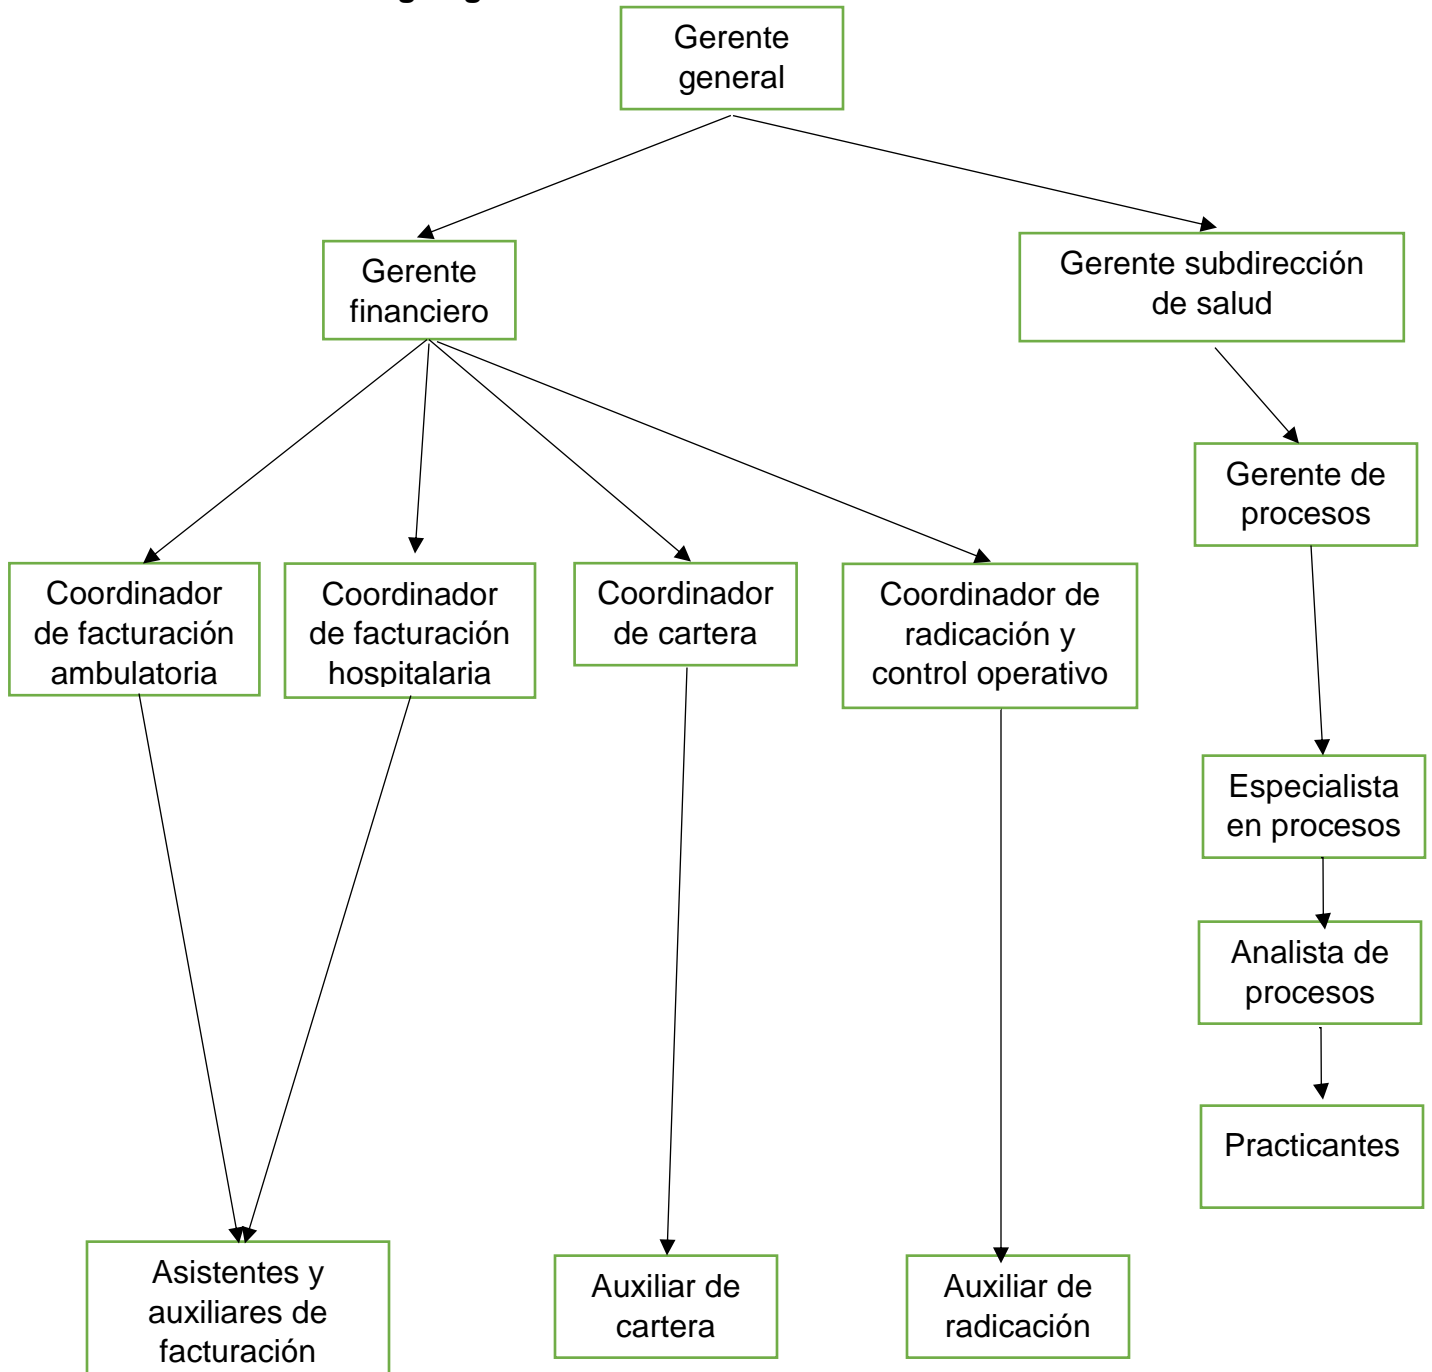 Gerente
general
Gerente
financiero
Gerente subdirección
de salud
Gerente de
procesos
Coordinador
de facturación
ambulatoria
Coordinador
de facturación
hospitalaria
Coordinador
de cartera
Coordinador de
radicación y
control operativo
Especialista
en procesos
Analista de
procesos
Practicantes
Asistentes y
auxiliares de
facturación
Auxiliar de
cartera
Auxiliar de
radicación